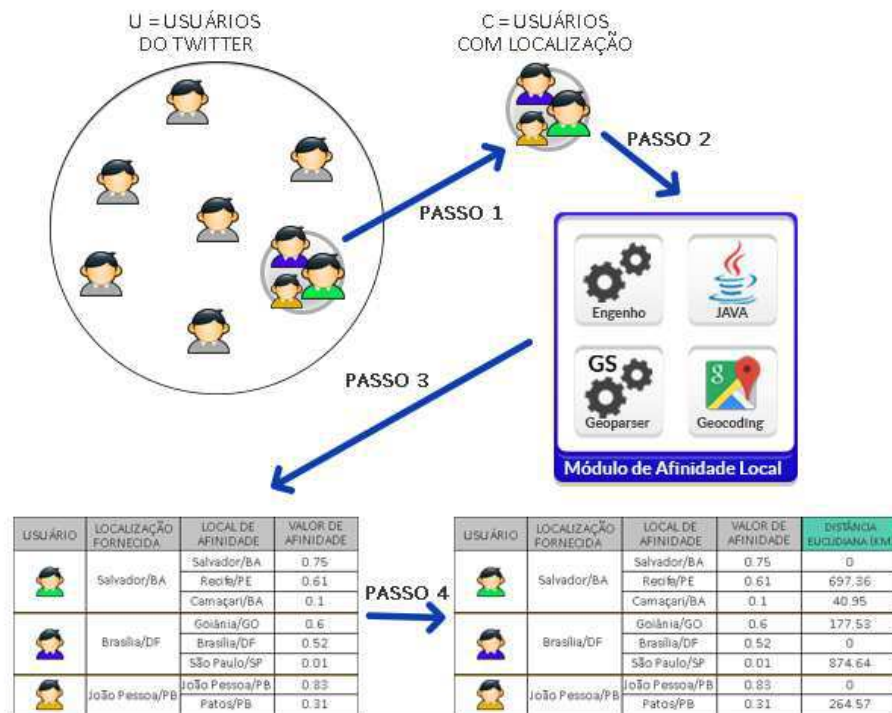 U = USUÁRIOS
DO TWITTER
C = USUÁRIOS
COM LOCALIZAÇÃO
PASSO 1
PASSO 2
Engenho
JAVA
GS
Geoparser
8
Geocoding
Módulo de Afinidade Local
PASSO 3
USUÁRIO LOCALIZAÇÃO FORNECIDA LOCAL DE AFINIDADE VALOR DE AFINIDADE
Salvador/BA Salvador/BA 0.75
Recife/PE 0.61
Camaçari/BA 0.1
Brasília/DF Goiânia/GO 0.6
Brasília/DF 0.52
São Paulo/SP 0.01
João Pessoa/PB João Pessoa/PB 0.83
Patos/PB 0.31
PASSO 4
USUÁRIO LOCALIZAÇÃO FORNECIDA LOCAL DE AFINIDADE VALOR DE AFINIDADE DISTÂNCIA EUCLIDIANA (KM
Salvador/BA Salvador/BA 0.75 0
Recife/PE 0.61 697.36
Camaçari/BA 0.1 40.95
Brasília/DF Goiânia/GO 0.6 177.53
Brasília/DF 0.52 0
São Paulo/SP 0.01 874.64
João Pessoa/PB João Pessoa/PB 0.83 0
Patos/PB 0.31 264.57